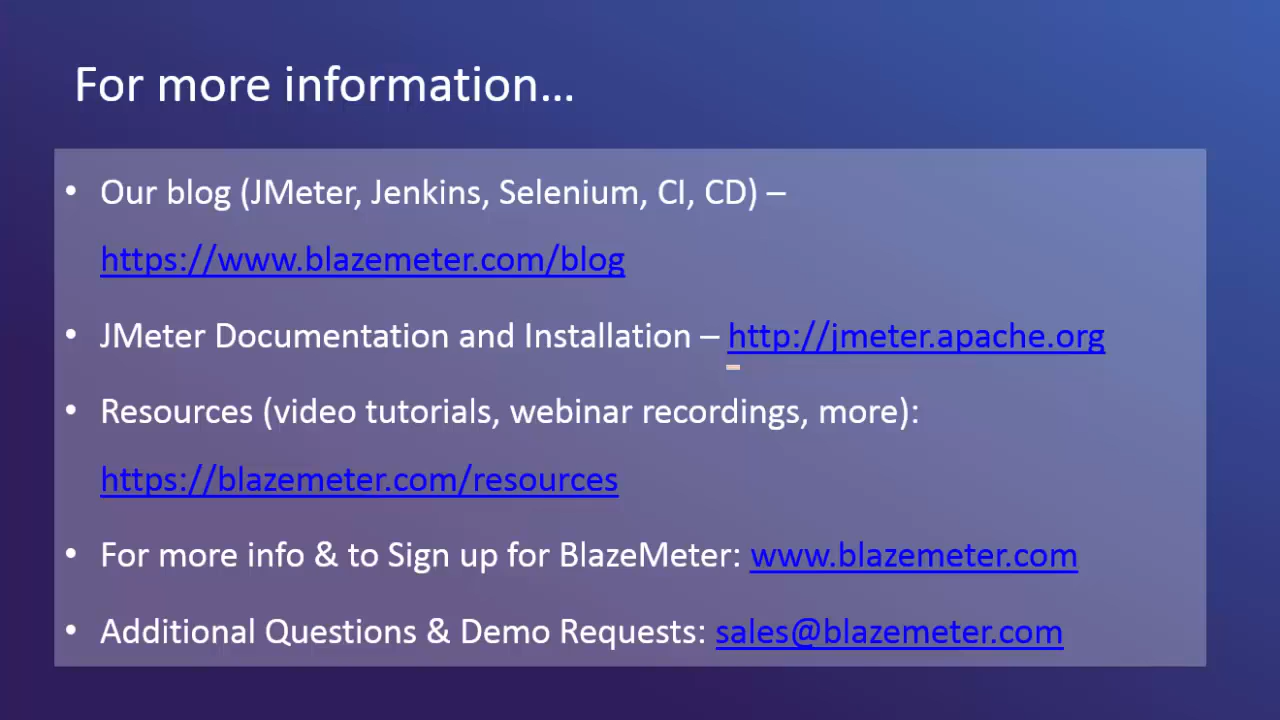 For more information…
• Our blog (JMeter, Jenkins, Selenium, CI, CD) –
https://www.blazemeter.com/blog
• JMeter Documentation and Installation – http://jmeter.apache.org
• Resources (video tutorials, webinar recordings, more):
https://blazemeter.com/resources
• For more info & to Sign up for BlazeMeter: www.blazemeter.com
• Additional Questions & Demo Requests: sales@blazemeter.com